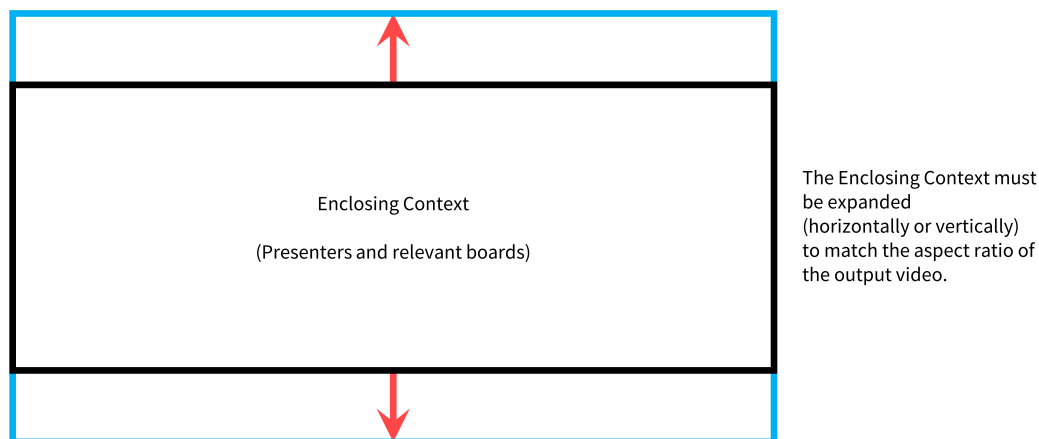 Enclosing Context
(Presenters and relevant boards)
The Enclosing Context must
be expanded
(horizontally or vertically)
to match the aspect ratio of
the output video.